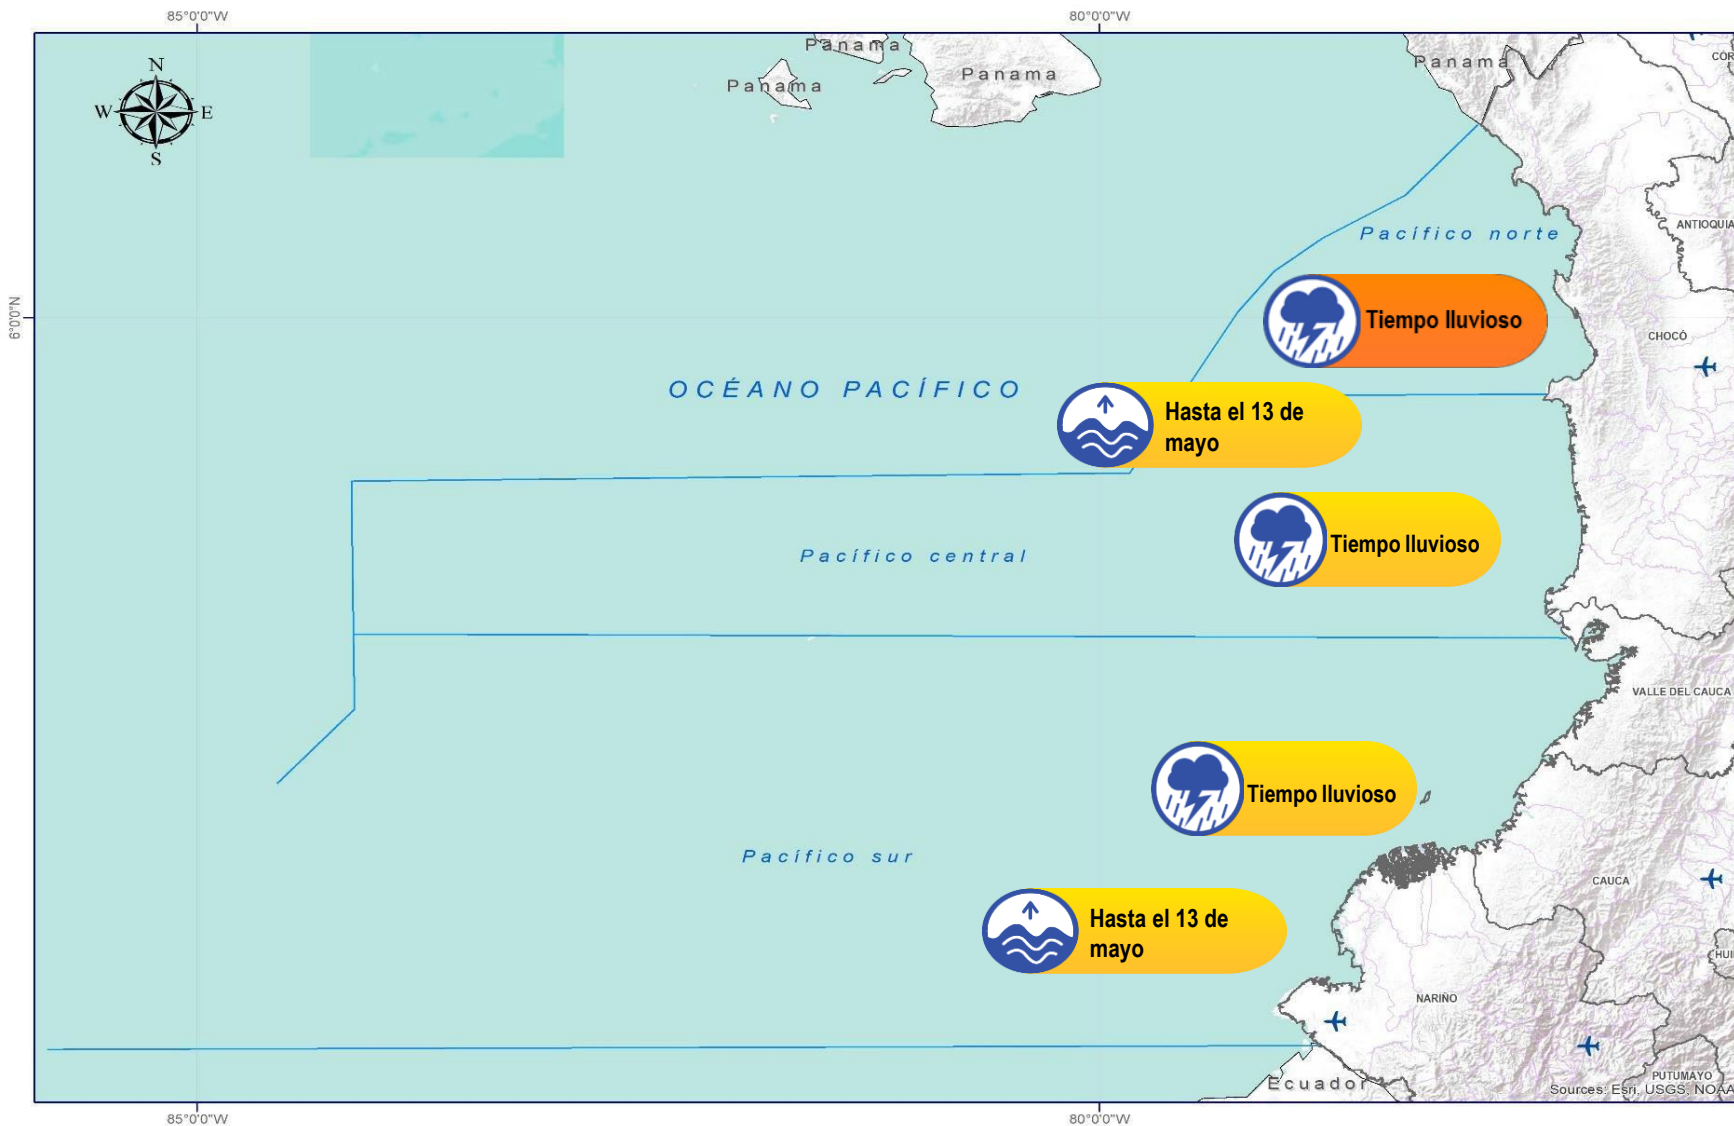 85°0'0"W
80°0'0"W
Panama
Panama
Panama
Panama
CÓR
N
W
E
S
ANTIOQUIA
Pacífico norte
6°0'0"N
Tiempo lluvioso
CHOCÓ
OCÉANO PACÍFICO
Hasta el 13 de
mayo
Tiempo lluvioso
Pacífico central
VALLE DEL CAUCA
Tiempo lluvioso
Pacífico sur
CAUCA
Hasta el 13 de
mayo
HUI
NARIÑO
PUTUMAYO
Ecuador
Sources: Esri, USGS, NOAA
85°0'0"W
80°0'0"W